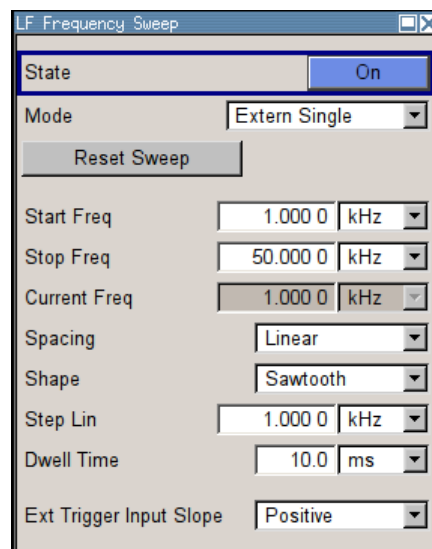 LF Frequency Sweep
State On
Mode Extern Single
Reset Sweep
Start Freq 1.000 0 kHz
Stop Freq 50.000 0 kHz
Current Freq 1.000 0 kHz
Spacing Linear
Shape Sawtooth
Step Lin 1.000 0 kHz
Dwell Time 10.0 ms
Ext Trigger Input Slope Positive